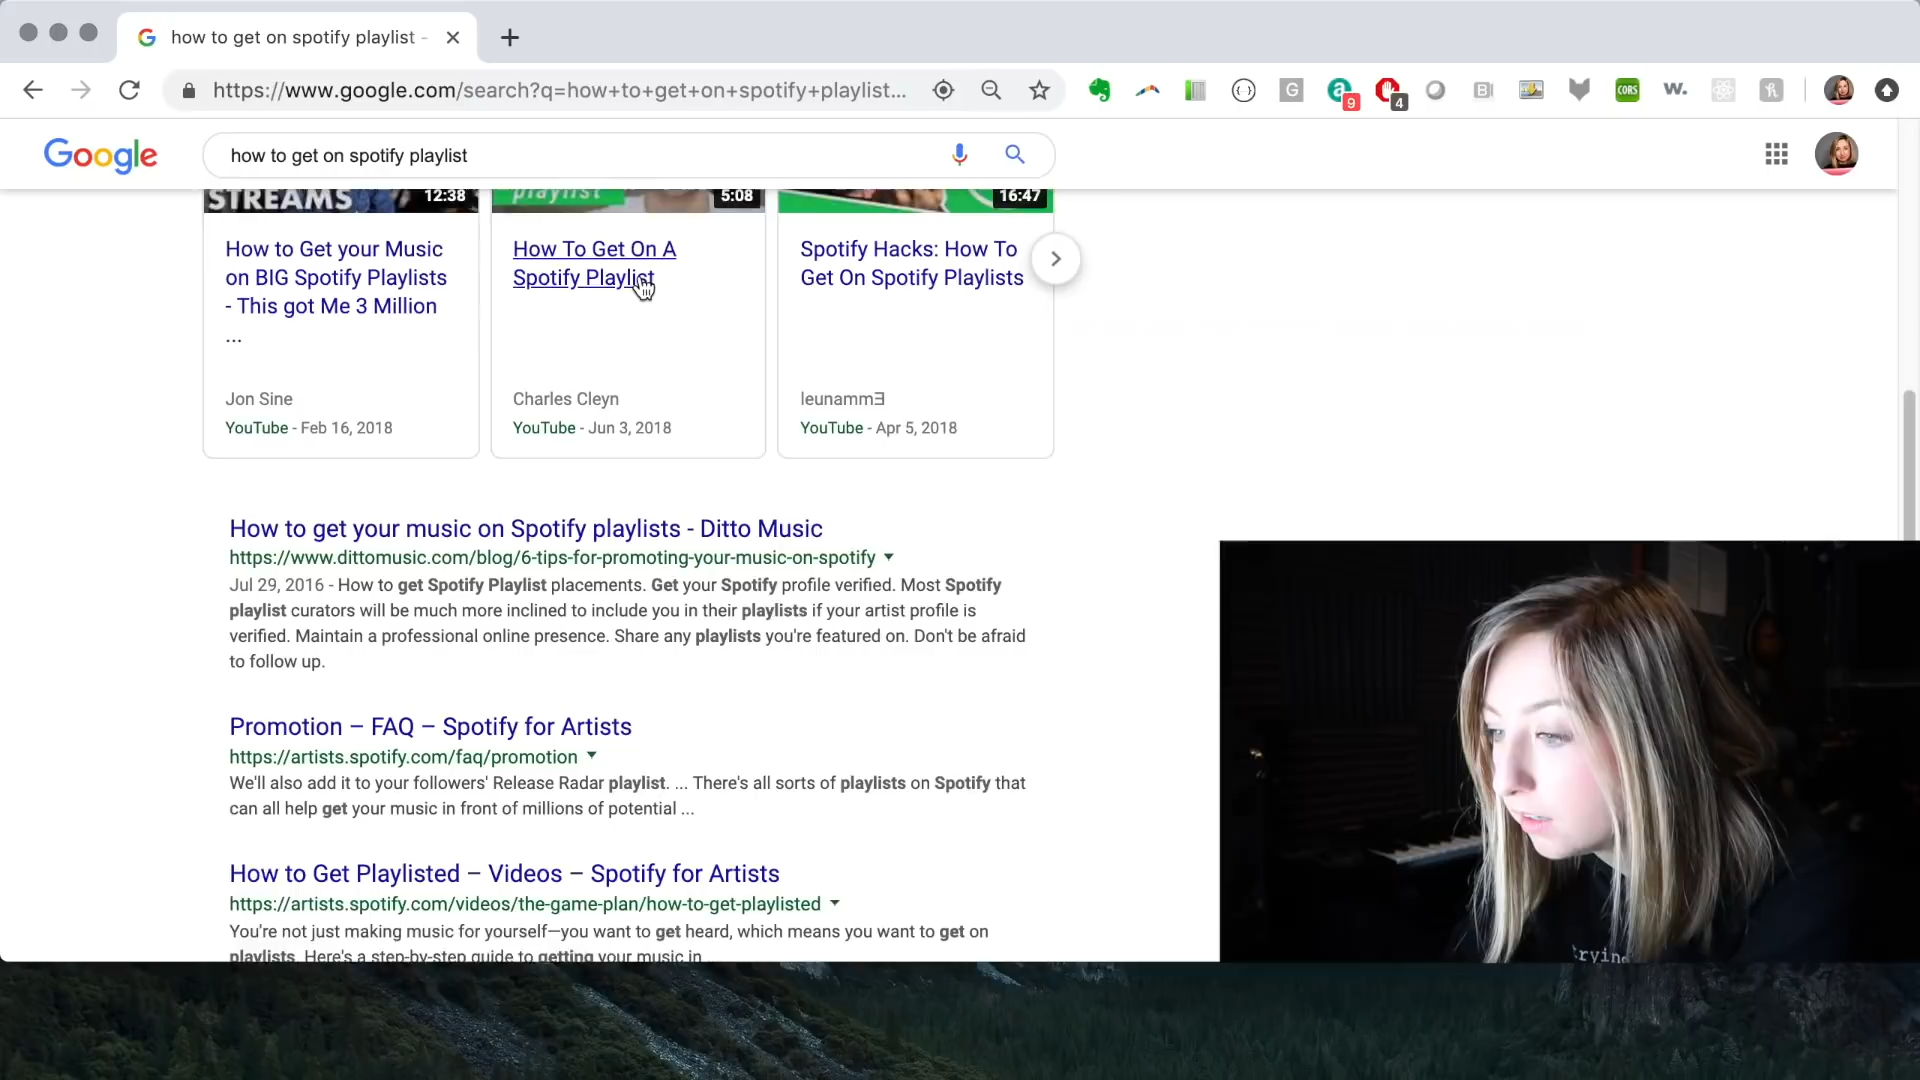 how to get on spotify playlist -
https://www.google.com/search?q=how+to+get+on+spotify+playlist...
9
4
CORS
w.
Google
how to get on spotify playlist
STREAMS 12:38
playlist 5:08
16:47
How to Get your Music
on BIG Spotify Playlists
- This got Me 3 Million
...
Jon Sine
YouTube - Feb 16, 2018
How To Get On A
Spotify Playlist
Charles Cleyn
YouTube - Jun 3, 2018
Spotify Hacks: How To
Get On Spotify Playlists
leunammƎ
YouTube - Apr 5, 2018
How to get your music on Spotify playlists - Ditto Music
https://www.dittomusic.com/blog/6-tips-for-promoting-your-music-on-spotify
Jul 29, 2016 - How to get Spotify Playlist placements. Get your Spotify profile verified. Most Spotify
playlist curators will be much more inclined to include you in their playlists if your artist profile is
verified. Maintain a professional online presence. Share any playlists you're featured on. Don't be afraid
to follow up.
Promotion – FAQ – Spotify for Artists
https://artists.spotify.com/faq/promotion
We'll also add it to your followers' Release Radar playlist. ... There's all sorts of playlists on Spotify that
can all help get your music in front of millions of potential ...
How to Get Playlisted – Videos – Spotify for Artists
https://artists.spotify.com/videos/the-game-plan/how-to-get-playlisted
You're not just making music for yourself—you want to get heard, which means you want to get on
playlists. Here's a step-by-step guide to getting your music in
trying